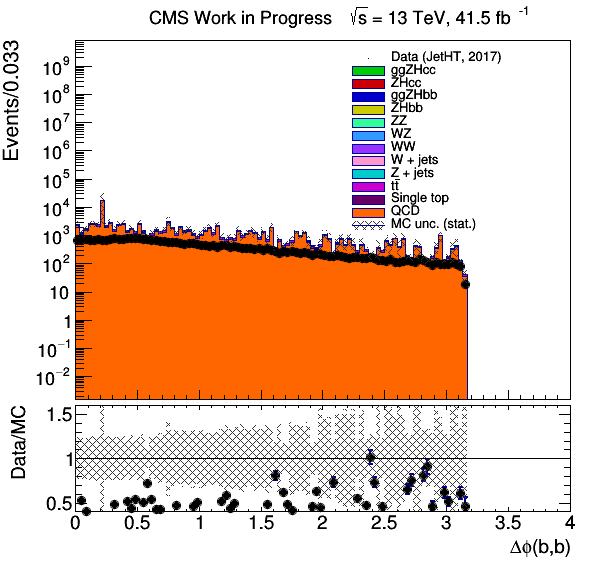 CMS Work in Progress √s = 13 TeV, 41.5 fb⁻¹
Events/0.033
10⁹
10⁸
10⁷
10⁶
10⁵
10⁴
10³
10²
10
1
10⁻¹
10⁻²
Data (JetHT, 2017)
ggZHcc
ZHcc
ggZHbb
ZHbb
ZZ
WZ
WW
W + jets
Z + jets
tt̄
Single top
QCD
MC unc. (stat.)
Data/MC
1.5
1
0.5
0 0.5 1 1.5 2 2.5 3 3.5 4
Δϕ(b,b)